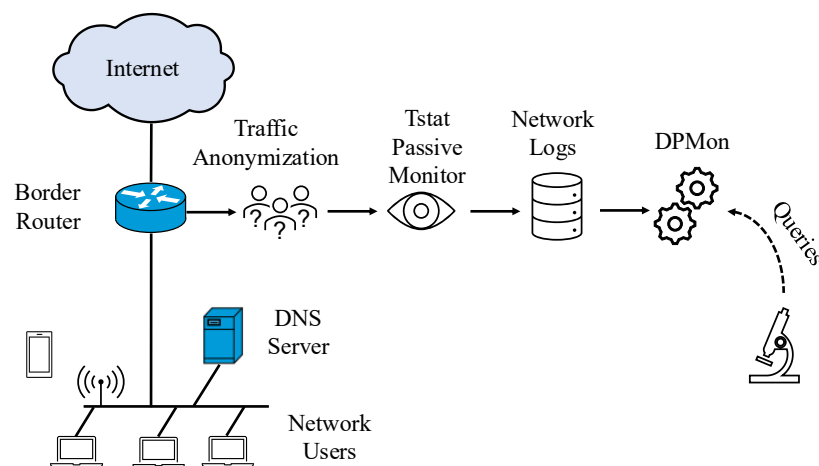 Internet
Traffic
Anonymization
Tstat
Passive
Monitor
Network
Logs
DPMon
Border
Router
? ? ?
Queries
DNS
Server
Network
Users